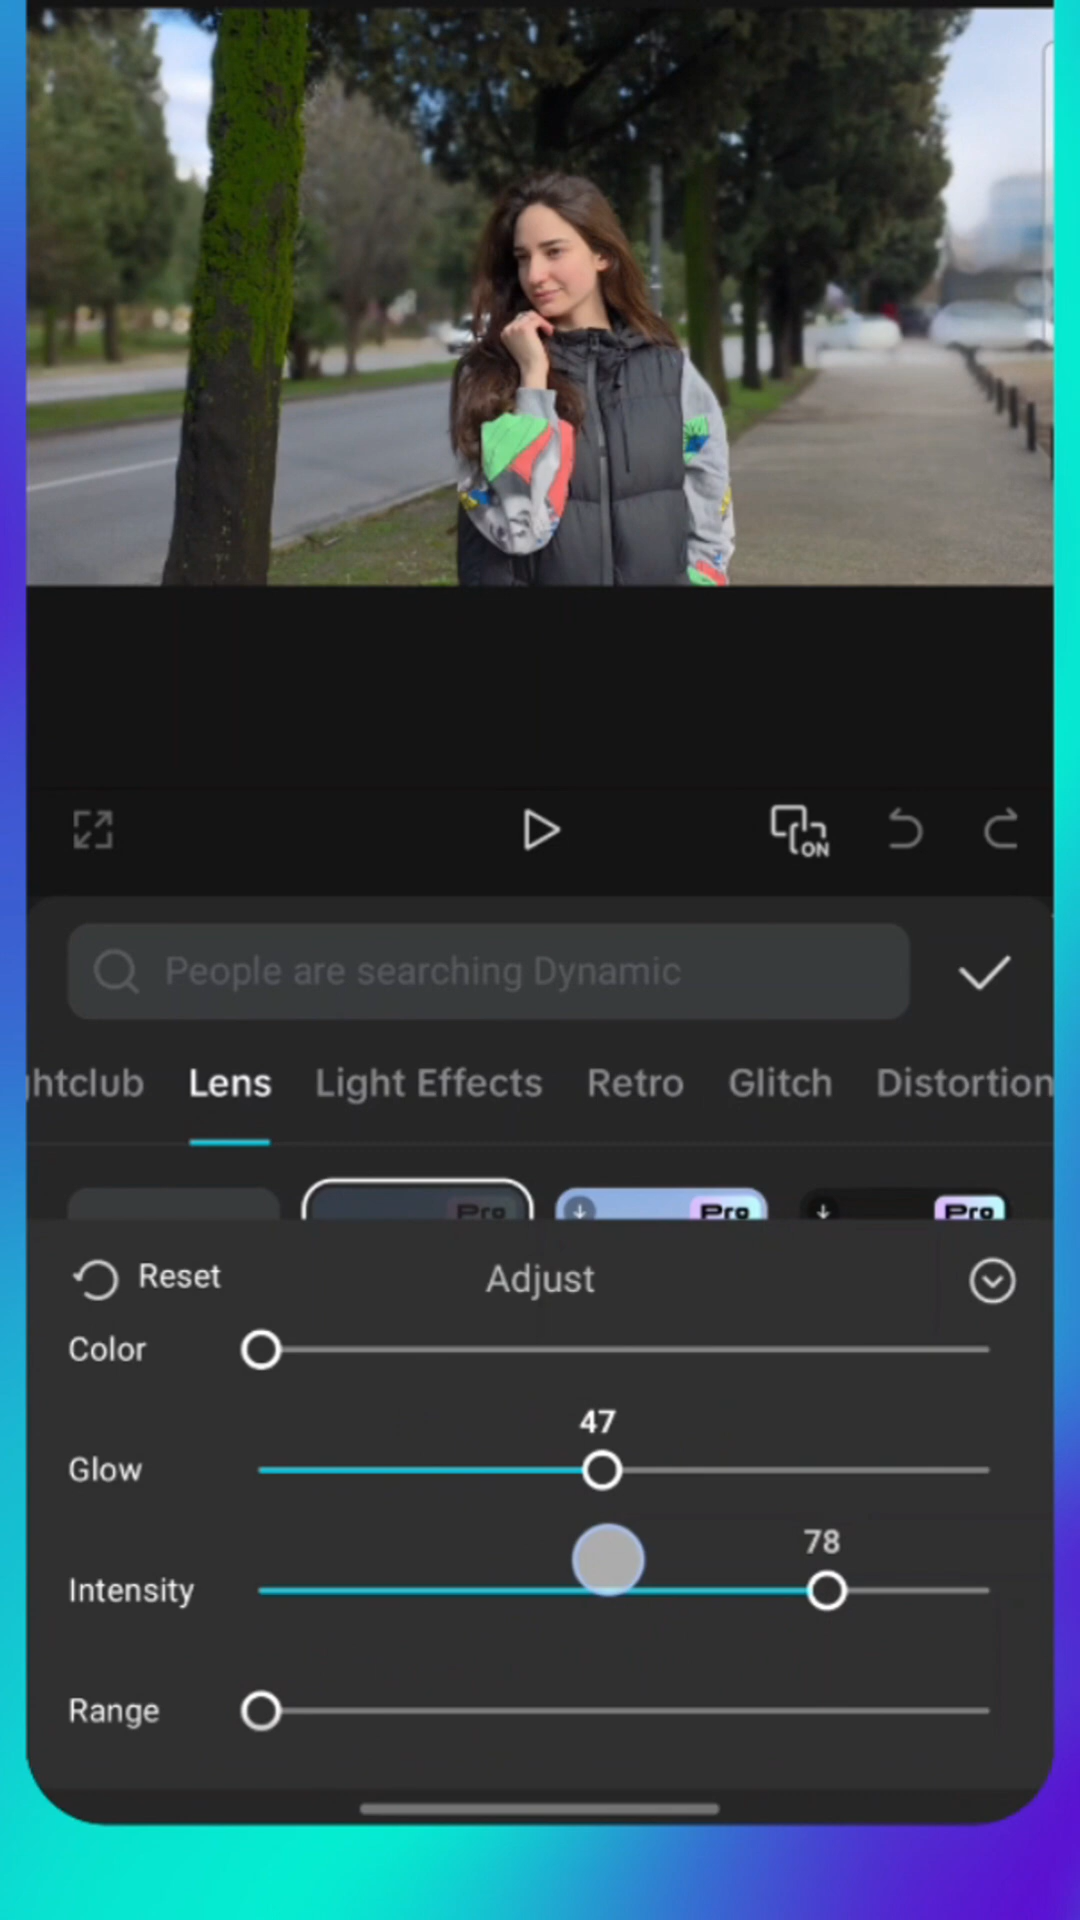 ON
People are searching Dynamic
ghtclub Lens Light Effects Retro Glitch Distortion
Pro Pro Pro
Reset Adjust
Color
47
Glow
78
Intensity
Range